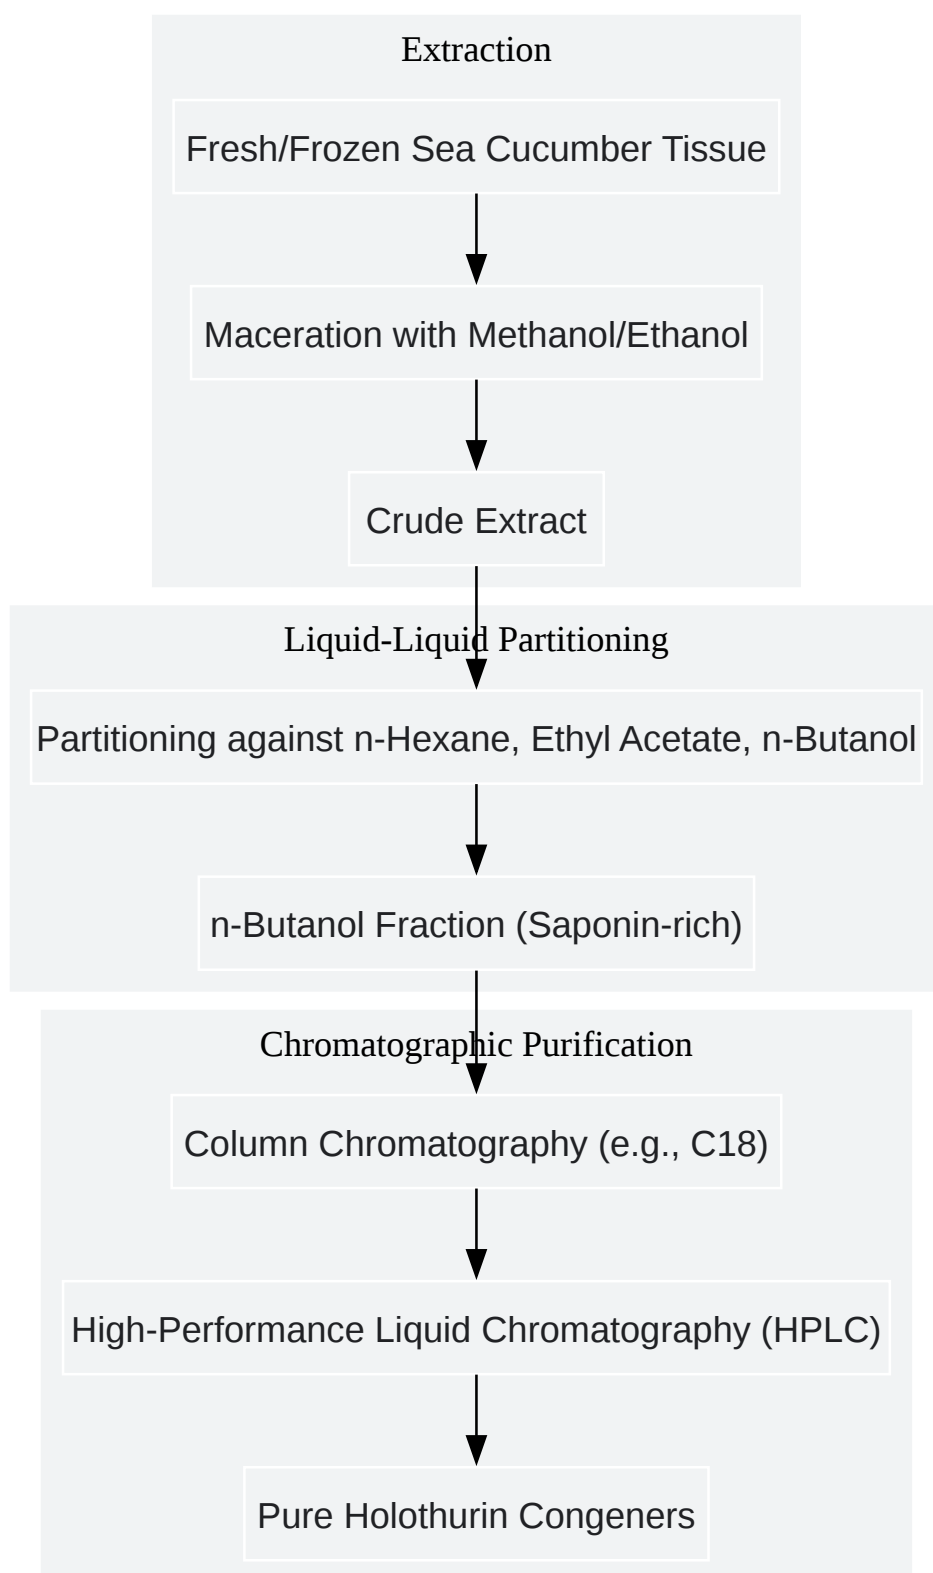 Extraction
Fresh/Frozen Sea Cucumber Tissue
Maceration with Methanol/Ethanol
Crude Extract
Liquid-Liquid Partitioning
Partitioning against n-Hexane, Ethyl Acetate, n-Butanol
n-Butanol Fraction (Saponin-rich)
Chromatographic Purification
Column Chromatography (e.g., C18)
High-Performance Liquid Chromatography (HPLC)
Pure Holothurin Congeners